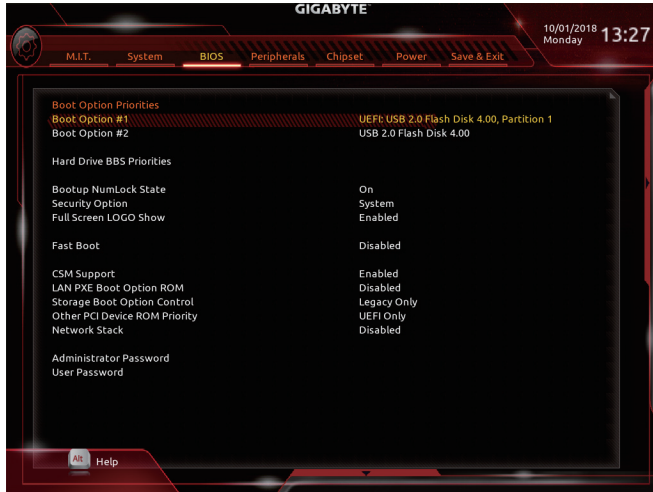 GIGABYTE™
10/01/2018
Monday
13:27
M.I.T. System BIOS Peripherals Chipset Power Save & Exit
Boot Option Priorities
Boot Option #1 UEFI: USB 2.0 Flash Disk 4.00, Partition 1
Boot Option #2 USB 2.0 Flash Disk 4.00
Hard Drive BBS Priorities
Bootup NumLock State On
Security Option System
Full Screen LOGO Show Enabled
Fast Boot Disabled
CSM Support Enabled
LAN PXE Boot Option ROM Disabled
Storage Boot Option Control Legacy Only
Other PCI Device ROM Priority UEFI Only
Network Stack Disabled
Administrator Password
User Password
Alt Help